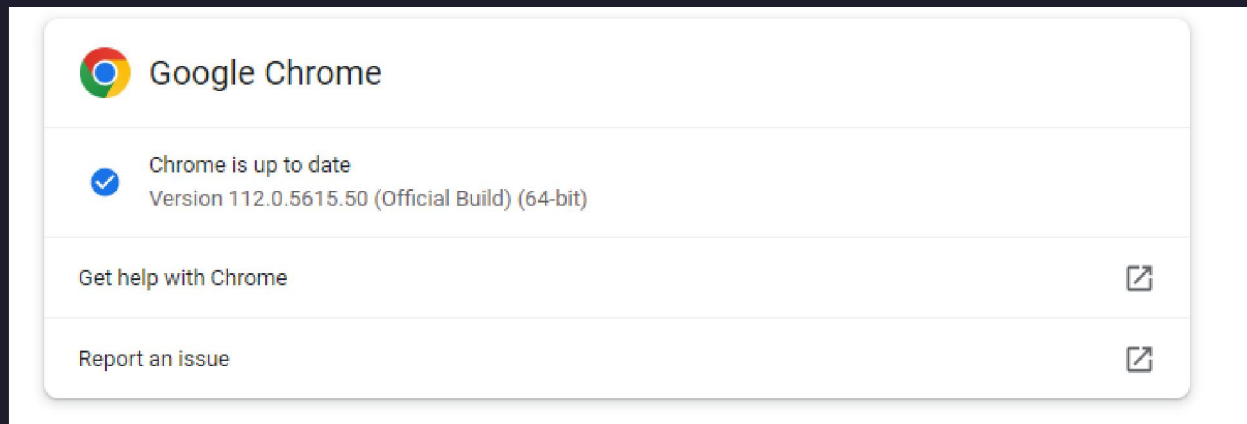 Google Chrome
Chrome is up to date
Version 112.0.5615.50 (Official Build) (64-bit)
Get help with Chrome
Report an issue